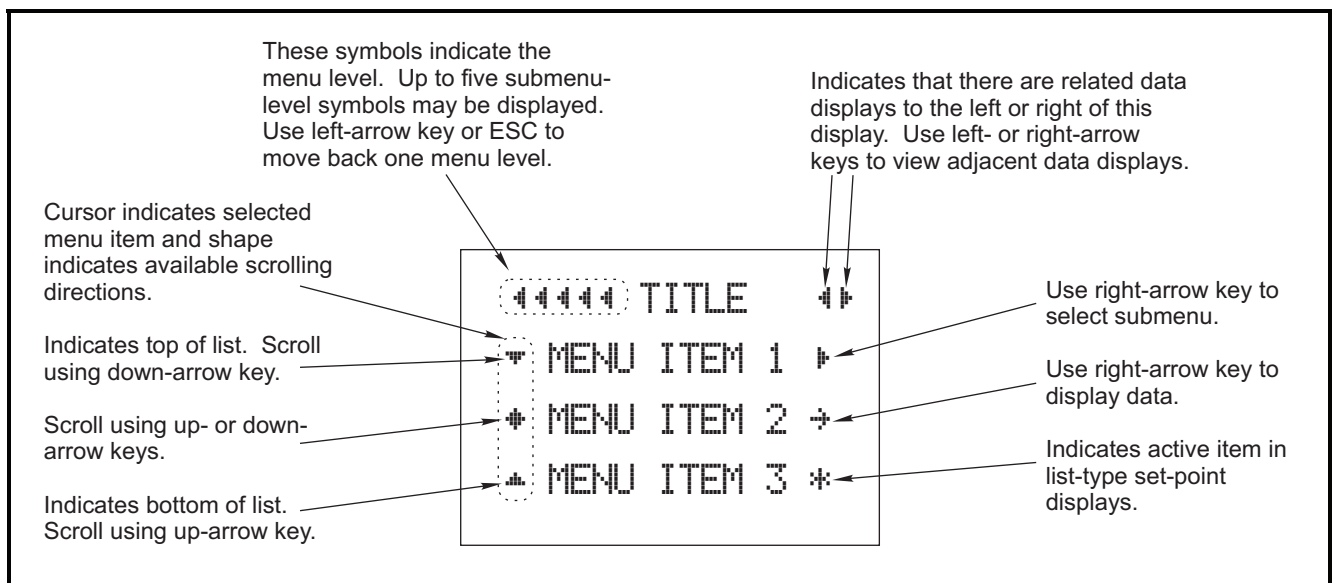 These symbols indicate the
menu level. Up to five submenu-
level symbols may be displayed.
Use left-arrow key or ESC to
move back one menu level.
Indicates that there are related data
displays to the left or right of this
display. Use left- or right-arrow
keys to view adjacent data displays.
Cursor indicates selected
menu item and shape
indicates available scrolling
directions.
Indicates top of list. Scroll
using down-arrow key.
Scroll using up- or down-
arrow keys.
Indicates bottom of list.
Scroll using up-arrow key.
TITLE
MENU ITEM 1
MENU ITEM 2
MENU ITEM 3
Use right-arrow key to
select submenu.
Use right-arrow key to
display data.
Indicates active item in
list-type set-point
displays.